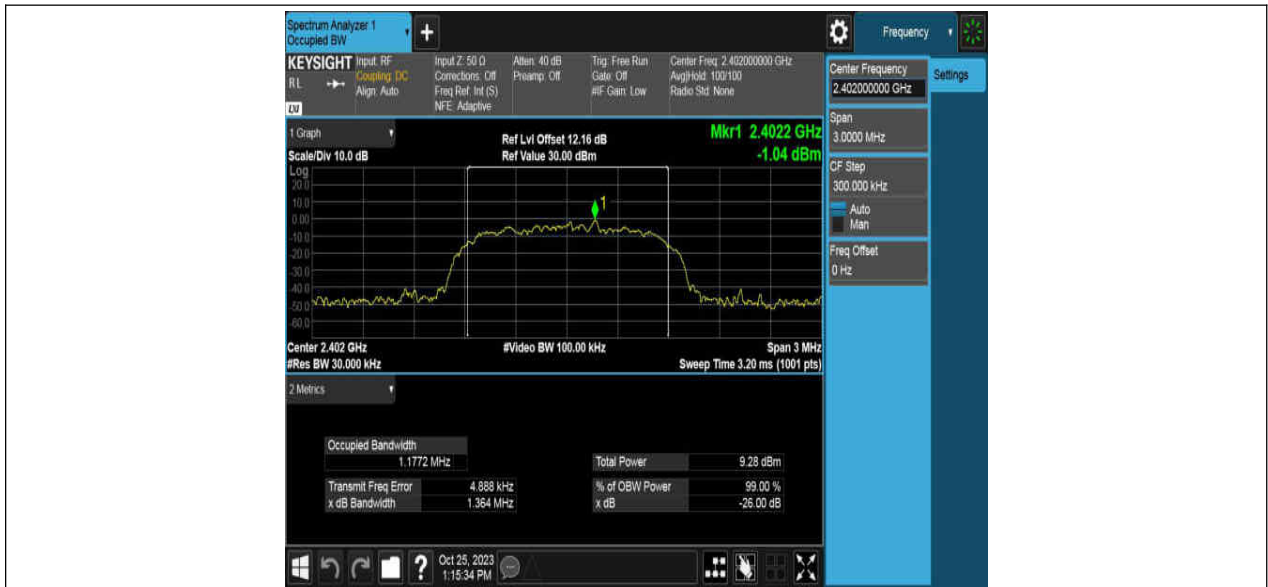 Spectrum Analyzer 1
Occupied BW
+
Frequency
KEYSIGHT
RL
LXI
Input: RF
Coupling: DC
Align: Auto
Input Z: 50 Ω
Corrections: Off
Freq Ref: Int (S)
NFE: Adaptive
Atten: 40 dB
Preamp: Off
Trig: Free Run
Gate: Off
#IF Gain: Low
Center Freq: 2.402000000 GHz
Avg|Hold: 100/100
Radio Std: None
Center Frequency
2.402000000 GHz
Settings
Span
3.0000 MHz
CF Step
300.000 kHz
Auto
Man
Freq Offset
0 Hz
1 Graph
Scale/Div 10.0 dB
Ref Lvl Offset 12.16 dB
Ref Value 30.00 dBm
Mkr1 2.4022 GHz
-1.04 dBm
Log
20.0
10.0
0.00
-10.0
-20.0
-30.0
-40.0
-50.0
-60.0
1
Center 2.402 GHz
#Video BW 100.00 kHz
Span 3 MHz
#Res BW 30.000 kHz
Sweep Time 3.20 ms (1001 pts)
2 Metrics
Occupied Bandwidth
1.1772 MHz
Total Power 9.28 dBm
Transmit Freq Error 4.888 kHz
% of OBW Power 99.00 %
x dB Bandwidth 1.364 MHz
x dB -26.00 dB
?
Oct 25, 2023
1:15:34 PM